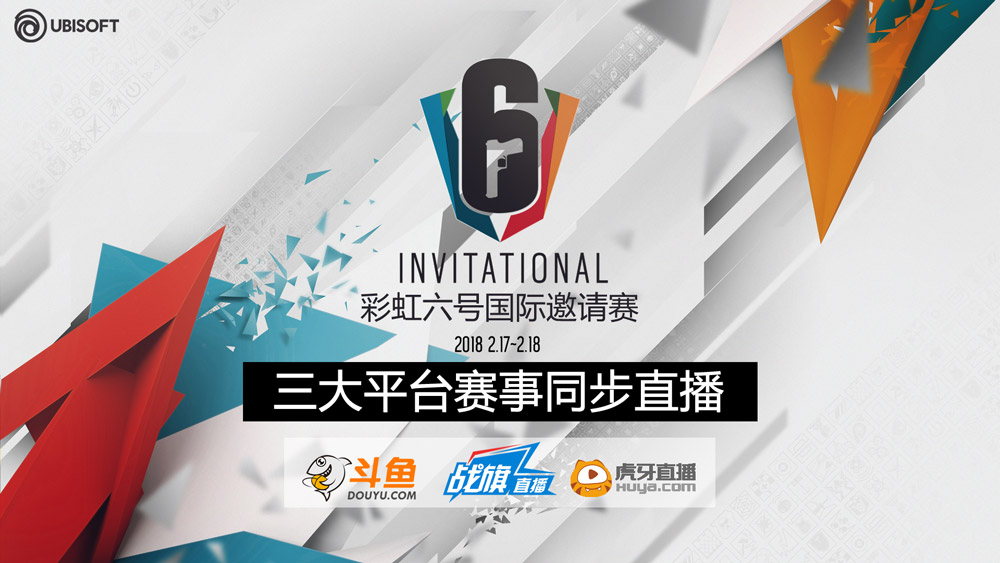 UBISOFT
6
INVITATIONAL
彩虹六号国际邀请赛
2018 2.17~2.18
三大平台赛事同步直播
斗鱼
DOUYU.COM
战旗直播
虎牙直播
HUYA.com